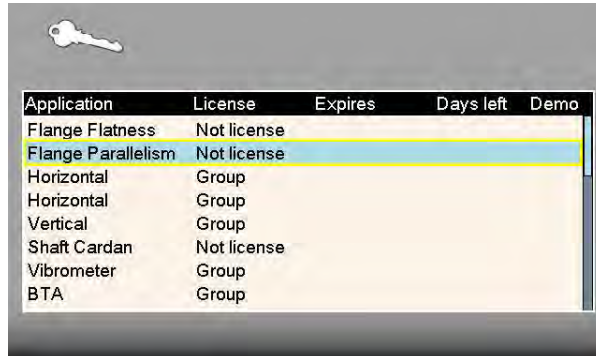 Application License Expires Days left Demo
Flange Flatness Not license
Flange Parallelism Not license
Horizontal Group
Horizontal Group
Vertical Group
Shaft Cardan Not license
Vibrometer Group
BTA Group